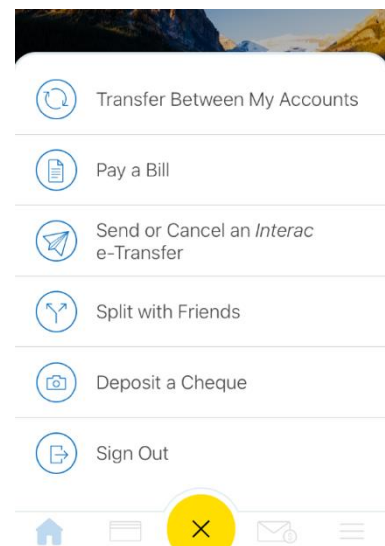 Transfer Between My Accounts
Pay a Bill
Send or Cancel an Interac
e-Transfer
Split with Friends
Deposit a Cheque
Sign Out